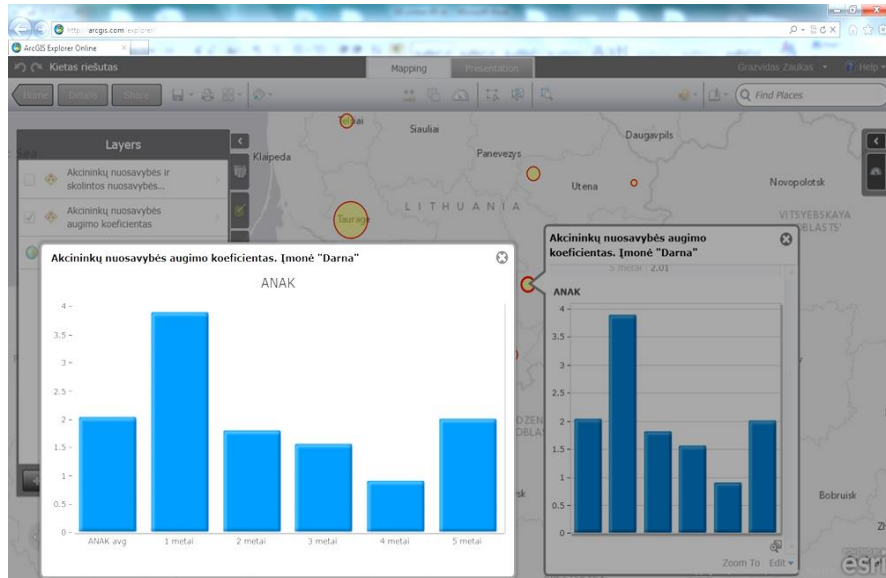 arcgis.com
ArcGIS Explorer Online
Kietas riešutas
Mapping
Presentation
Grazvidas Zaukas
Help
Home
Details
Share
Find Places
Layers
Akcininkų nuosavybės ir
skolintos nuosavybės...
Akcininkų nuosavybės
augimo koeficientas
Klaipeda
Siauliai
Panevezys
Daugavpils
Utena
Novopolotsk
LITHUANIA
Taurage
VITSYEBSKAYA
Akcininkų nuosavybės augimo koeficientas. Įmonė "Darna"
ANAK
4
3.5
3
2.5
2
1.5
1
0.5
0
ANAK avg
1 metai
2 metai
3 metai
4 metai
5 metai
Akcininkų nuosavybės augimo
koeficientas. Įmonė "Darna"
5 metai 2.01
ANAK
4
3.5
3
2.5
2
1.5
1
0.5
0
Zoom To
Edit
Bobruisk
esri